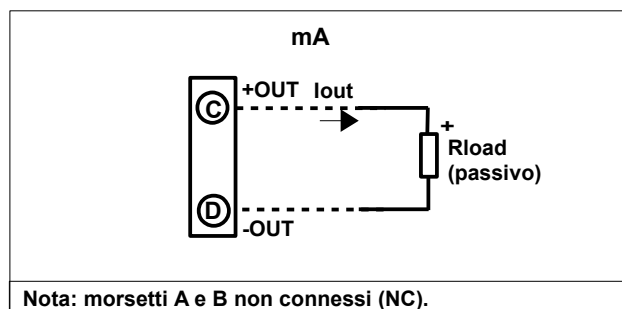 mA
+OUT Iout
C
+
Rload
(passivo)
D
-OUT
Nota: morsetti A e B non connessi (NC).